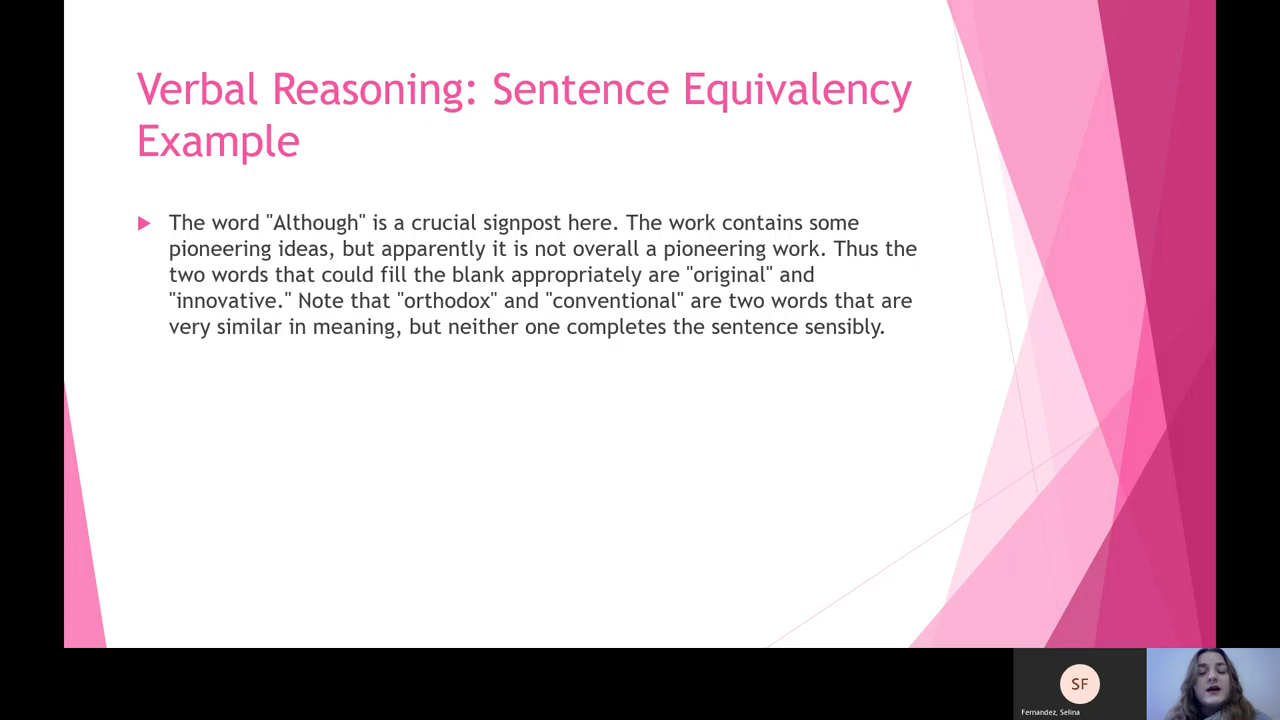 Verbal Reasoning: Sentence Equivalency
Example
The word "Although" is a crucial signpost here. The work contains some
pioneering ideas, but apparently it is not overall a pioneering work. Thus the
two words that could fill the blank appropriately are "original" and
"innovative." Note that "orthodox" and "conventional" are two words that are
very similar in meaning, but neither one completes the sentence sensibly.
SF
Fernandez, Selina